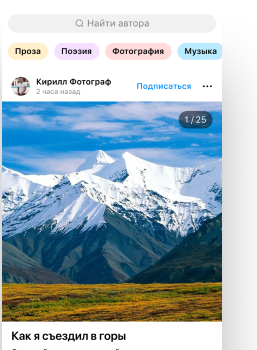 Найти автора
Проза Поэзия Фотография Музыка
Кирилл Фотограф
2 часа назад
Подписаться
1/25
Как я съездил в горы